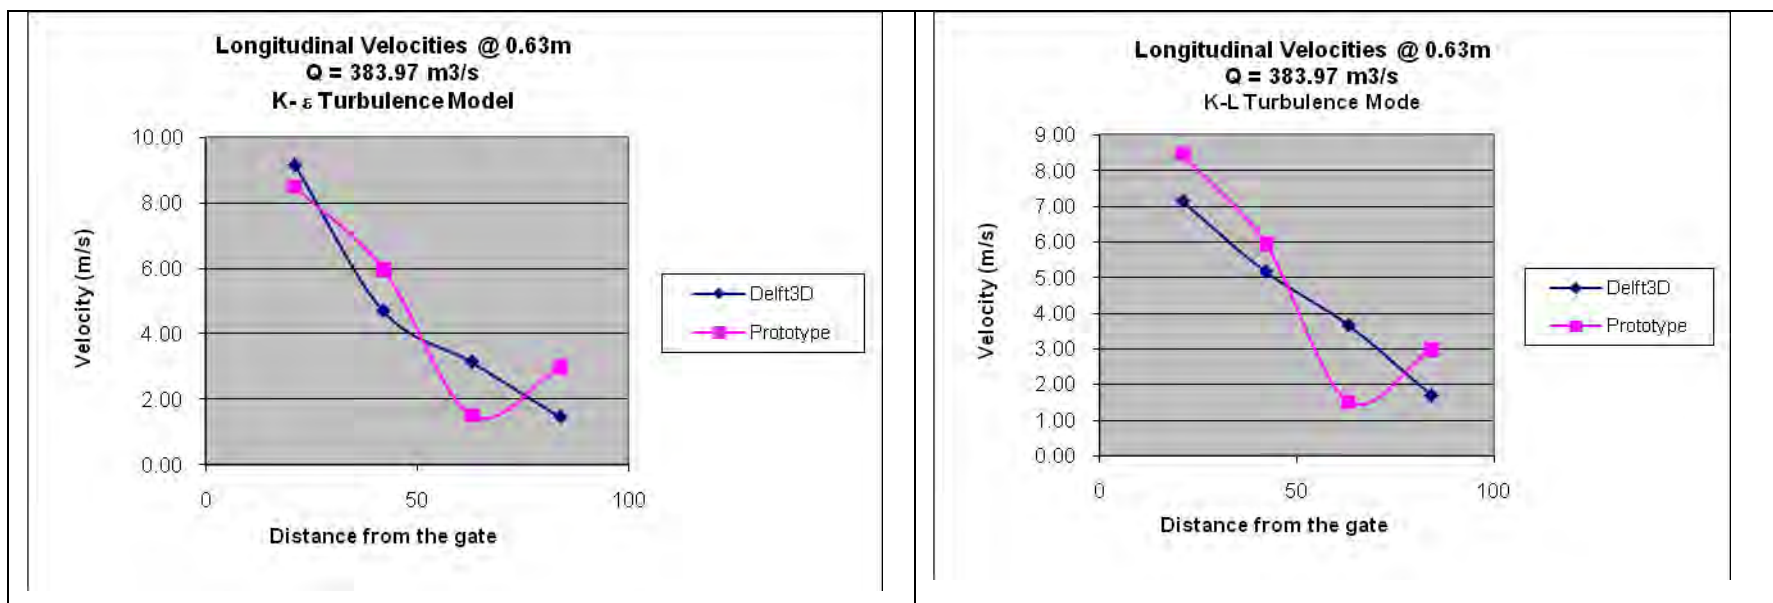 Longitudinal Velocities @ 0.63m
Q = 383.97 m3/s
K- ε Turbulence Model
10.00
8.00
6.00
4.00
2.00
0.00
Velocity (m/s)
0 50 100
Distance from the gate
Delft3D
Prototype
Longitudinal Velocities @ 0.63m
Q = 383.97 m3/s
K-L Turbulence Mode
9.00
8.00
7.00
6.00
5.00
4.00
3.00
2.00
1.00
0.00
Velocity (m/s)
0 50 100
Distance from the gate
Delft3D
Prototype